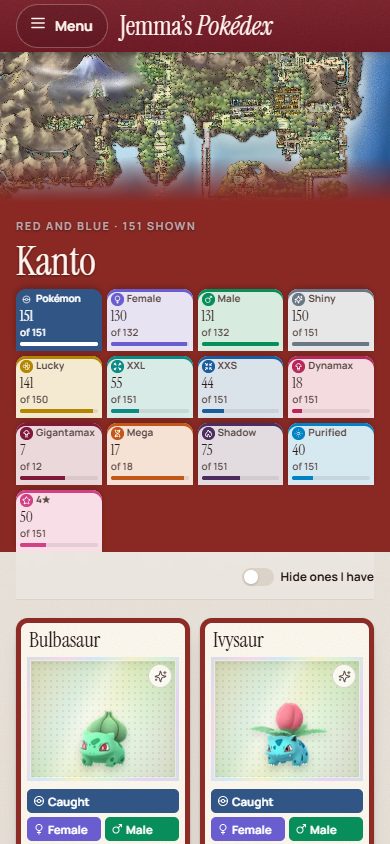 Menu
Jemma's Pokédex
RED AND BLUE · 151 SHOWN
Kanto
Pokémon
151
of 151
Female
130
of 132
Male
131
of 132
Shiny
150
of 151
Lucky
141
of 150
XXL
55
of 151
XXS
44
of 151
Dynamax
18
of 151
Gigantamax
7
of 12
Mega
17
of 18
Shadow
75
of 151
Purified
40
of 151
4★
50
of 151
Hide ones I have
Bulbasaur
Ivysaur
Caught
Caught
Female
Male
Female
Male